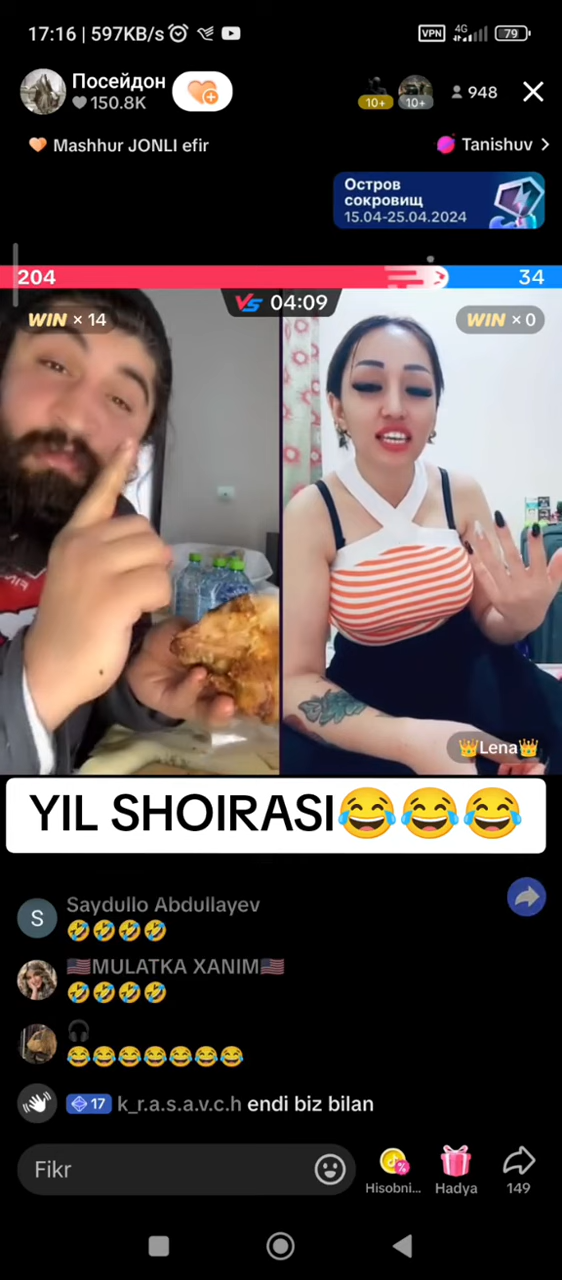 17:16 | 597KB/s
VPN 4G 79
Посейдон
150.8K
10+ 10+ 948
Mashhur JONLI efir
Tanishuv
Остров
сокровищ
15.04-25.04.2024
204
34
VS 04:09
WIN × 14
WIN × 0
👑Lena👑
YIL SHOIRASI😂😂😂
S
Saydullo Abdullayev
🤣🤣🤣🤣
🇺🇸MULATKA XANIM🇺🇸
🤣🤣🤣🤣
🎧
😂😂😂😂😂😂😂
17 k_r.a.s.a.v.c.h endi biz bilan
Fikr
Hisobni...
Hadya
149